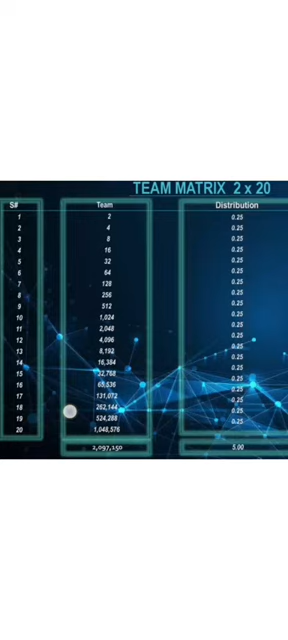 TEAM MATRIX 2 x 20
S# Team Distribution
1 2 0.25
2 4 0.25
3 8 0.25
4 16 0.25
5 32 0.25
6 64 0.25
7 128 0.25
8 256 0.25
9 512 0.25
10 1,024 0.25
11 2,048 0.25
12 4,096 0.25
13 8,192 0.25
14 16,384 0.25
15 32,768 0.25
16 65,536 0.25
17 131,072 0.25
18 262,144 0.25
19 524,288 0.25
20 1,048,576 0.25
2,097,150 5.00